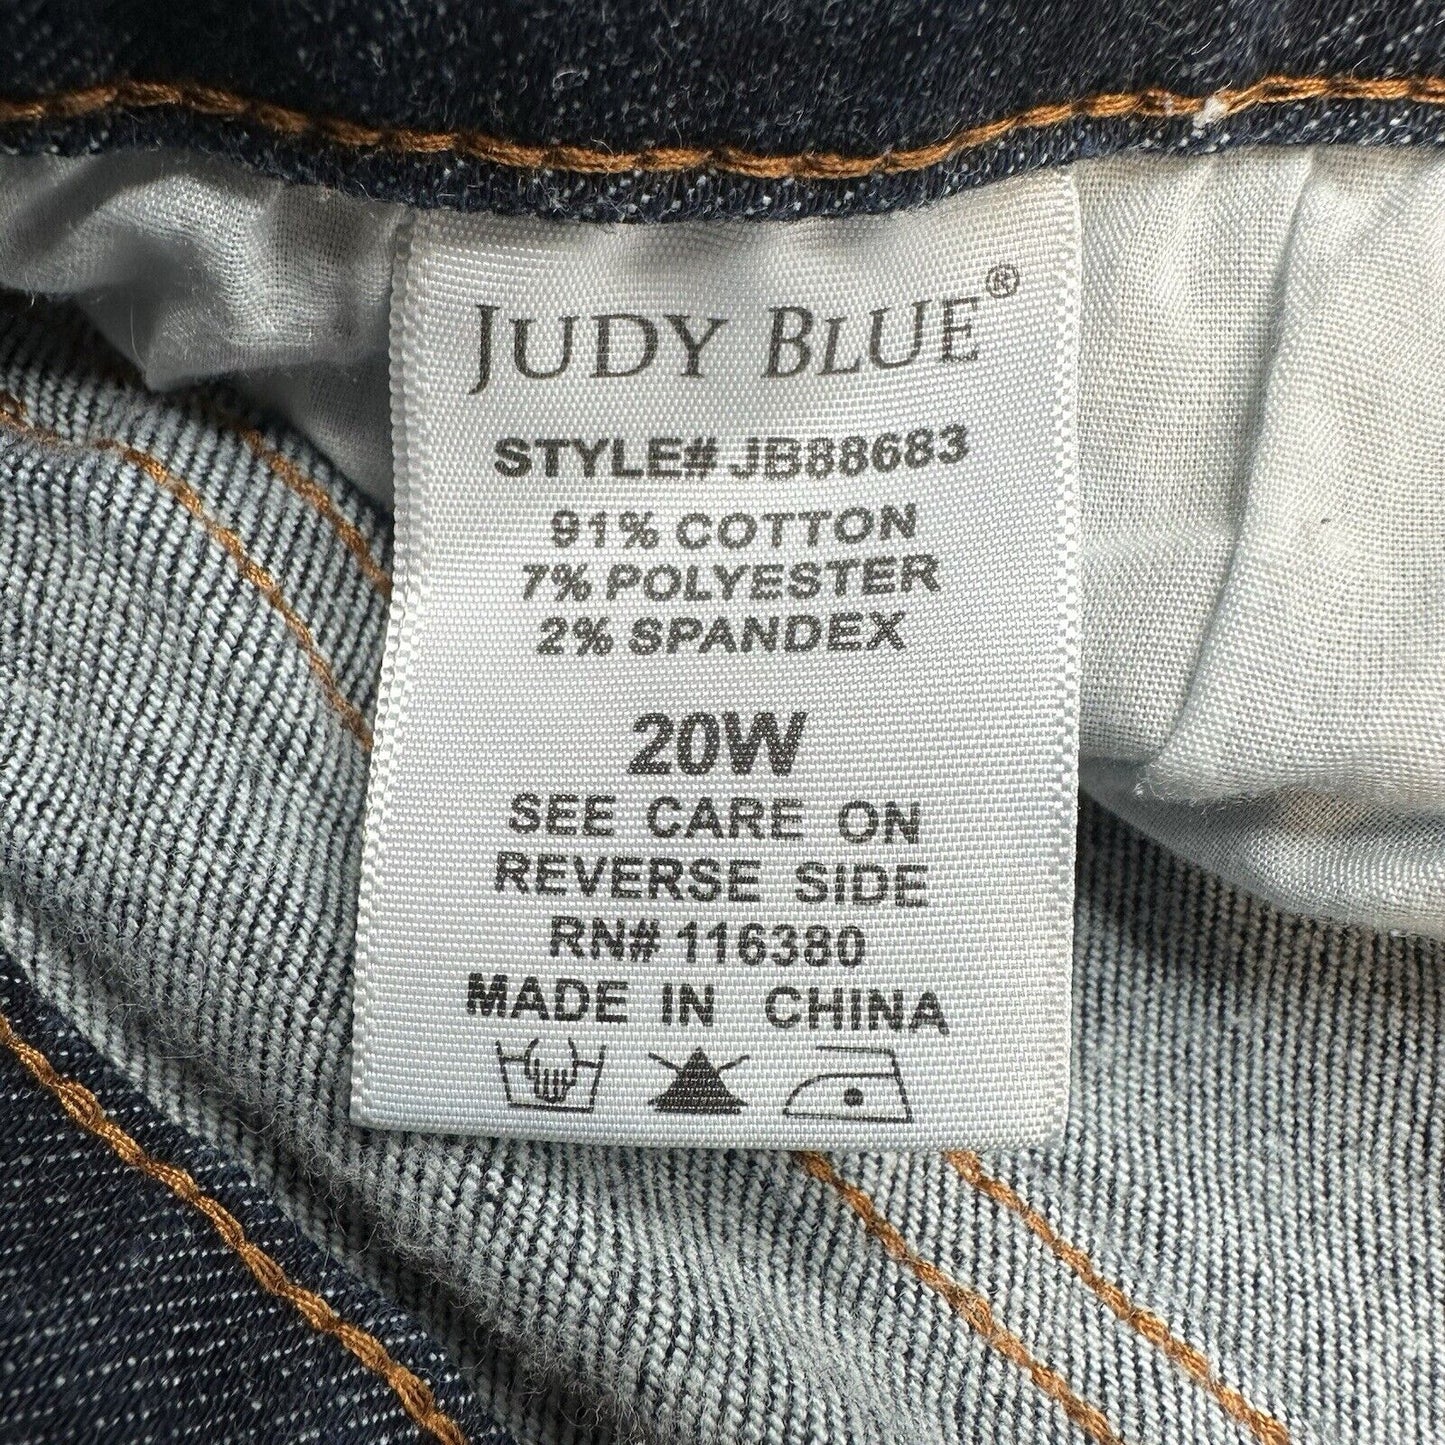 JUDY BLUE®
STYLE# JB88683
91% COTTON
7% POLYESTER
2% SPANDEX
20W
SEE CARE ON
REVERSE SIDE
RN# 116380
MADE IN CHINA